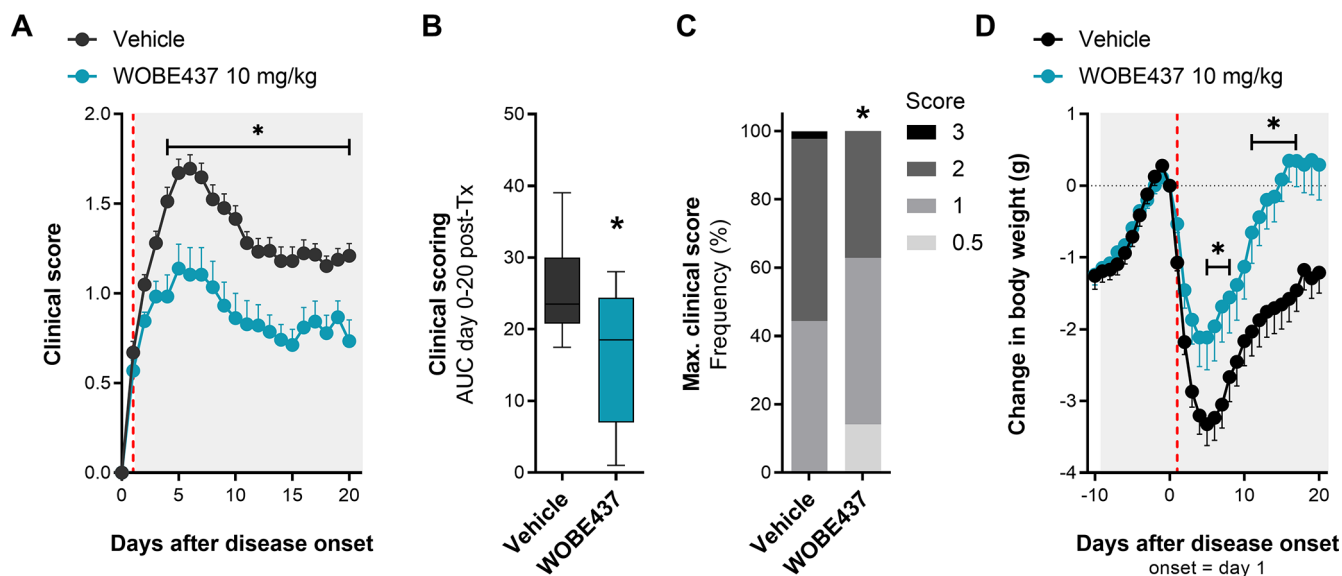 A
Vehicle
WOBE437 10 mg/kg
2.0
1.5
1.0
0.5
0.0
Clinical score
*
0
5
10
15
20
Days after disease onset
B
50
40
30
20
10
0
Clinical scoring
AUC day 0-20 post-Tx
*
Vehicle
WOBE437
C
100
80
60
40
20
0
Max. clinical score
Frequency (%)
*
Score
3
2
1
0.5
Vehicle
WOBE437
D
Vehicle
WOBE437 10 mg/kg
1
0
-1
-2
-3
-4
Change in body weight (g)
*
*
-10
0
10
20
Days after disease onset
onset = day 1